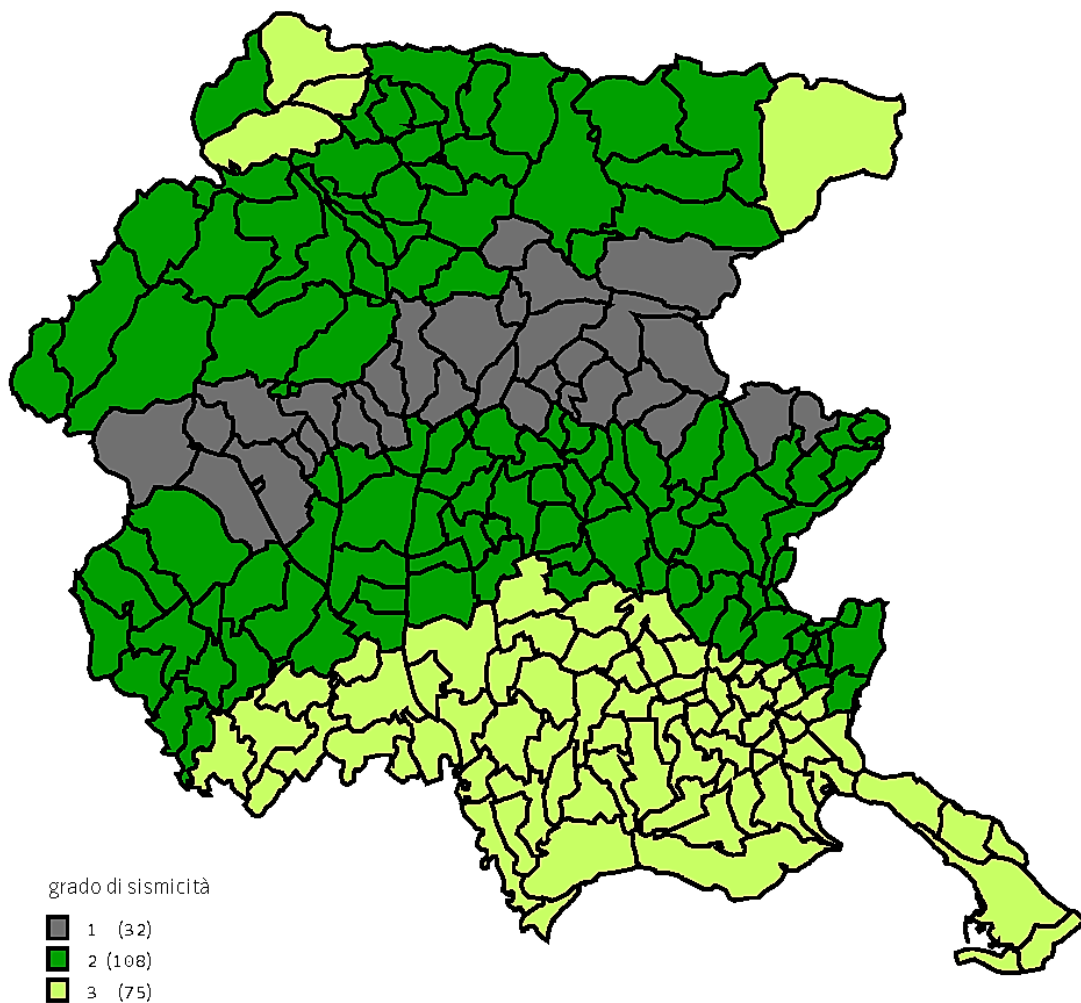 grado di sismicità
1 (32)
2 (108)
3 (75)